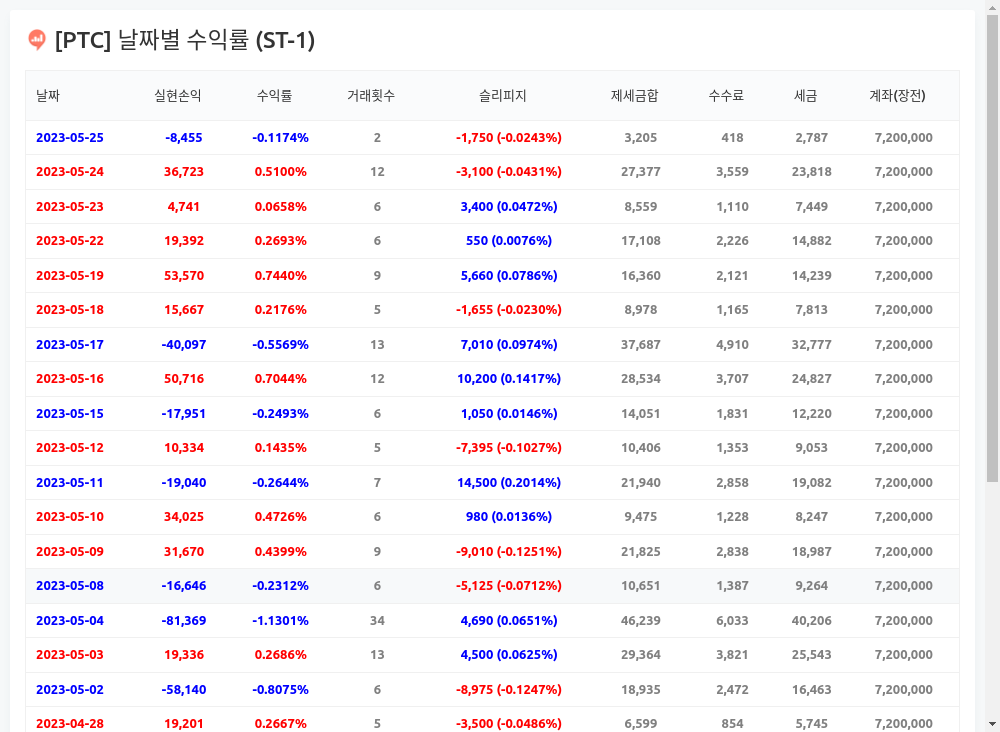 [PTC] 날짜별 수익률 (ST-1)
날짜 실현손익 수익률 거래횟수 슬리피지 제세금합 수수료 세금 계좌(장전)
2023-05-25 -8,455 -0.1174% 2 -1,750 (-0.0243%) 3,205 418 2,787 7,200,000
2023-05-24 36,723 0.5100% 12 -3,100 (-0.0431%) 27,377 3,559 23,818 7,200,000
2023-05-23 4,741 0.0658% 6 3,400 (0.0472%) 8,559 1,110 7,449 7,200,000
2023-05-22 19,392 0.2693% 6 550 (0.0076%) 17,108 2,226 14,882 7,200,000
2023-05-19 53,570 0.7440% 9 5,660 (0.0786%) 16,360 2,121 14,239 7,200,000
2023-05-18 15,667 0.2176% 5 -1,655 (-0.0230%) 8,978 1,165 7,813 7,200,000
2023-05-17 -40,097 -0.5569% 13 7,010 (0.0974%) 37,687 4,910 32,777 7,200,000
2023-05-16 50,716 0.7044% 12 10,200 (0.1417%) 28,534 3,707 24,827 7,200,000
2023-05-15 -17,951 -0.2493% 6 1,050 (0.0146%) 14,051 1,831 12,220 7,200,000
2023-05-12 10,334 0.1435% 5 -7,395 (-0.1027%) 10,406 1,353 9,053 7,200,000
2023-05-11 -19,040 -0.2644% 7 14,500 (0.2014%) 21,940 2,858 19,082 7,200,000
2023-05-10 34,025 0.4726% 6 980 (0.0136%) 9,475 1,228 8,247 7,200,000
2023-05-09 31,670 0.4399% 9 -9,010 (-0.1251%) 21,825 2,838 18,987 7,200,000
2023-05-08 -16,646 -0.2312% 6 -5,125 (-0.0712%) 10,651 1,387 9,264 7,200,000
2023-05-04 -81,369 -1.1301% 34 4,690 (0.0651%) 46,239 6,033 40,206 7,200,000
2023-05-03 19,336 0.2686% 13 4,500 (0.0625%) 29,364 3,821 25,543 7,200,000
2023-05-02 -58,140 -0.8075% 6 -8,975 (-0.1247%) 18,935 2,472 16,463 7,200,000
2023-04-28 19,201 0.2667% 5 -3,500 (-0.0486%) 6,599 854 5,745 7,200,000